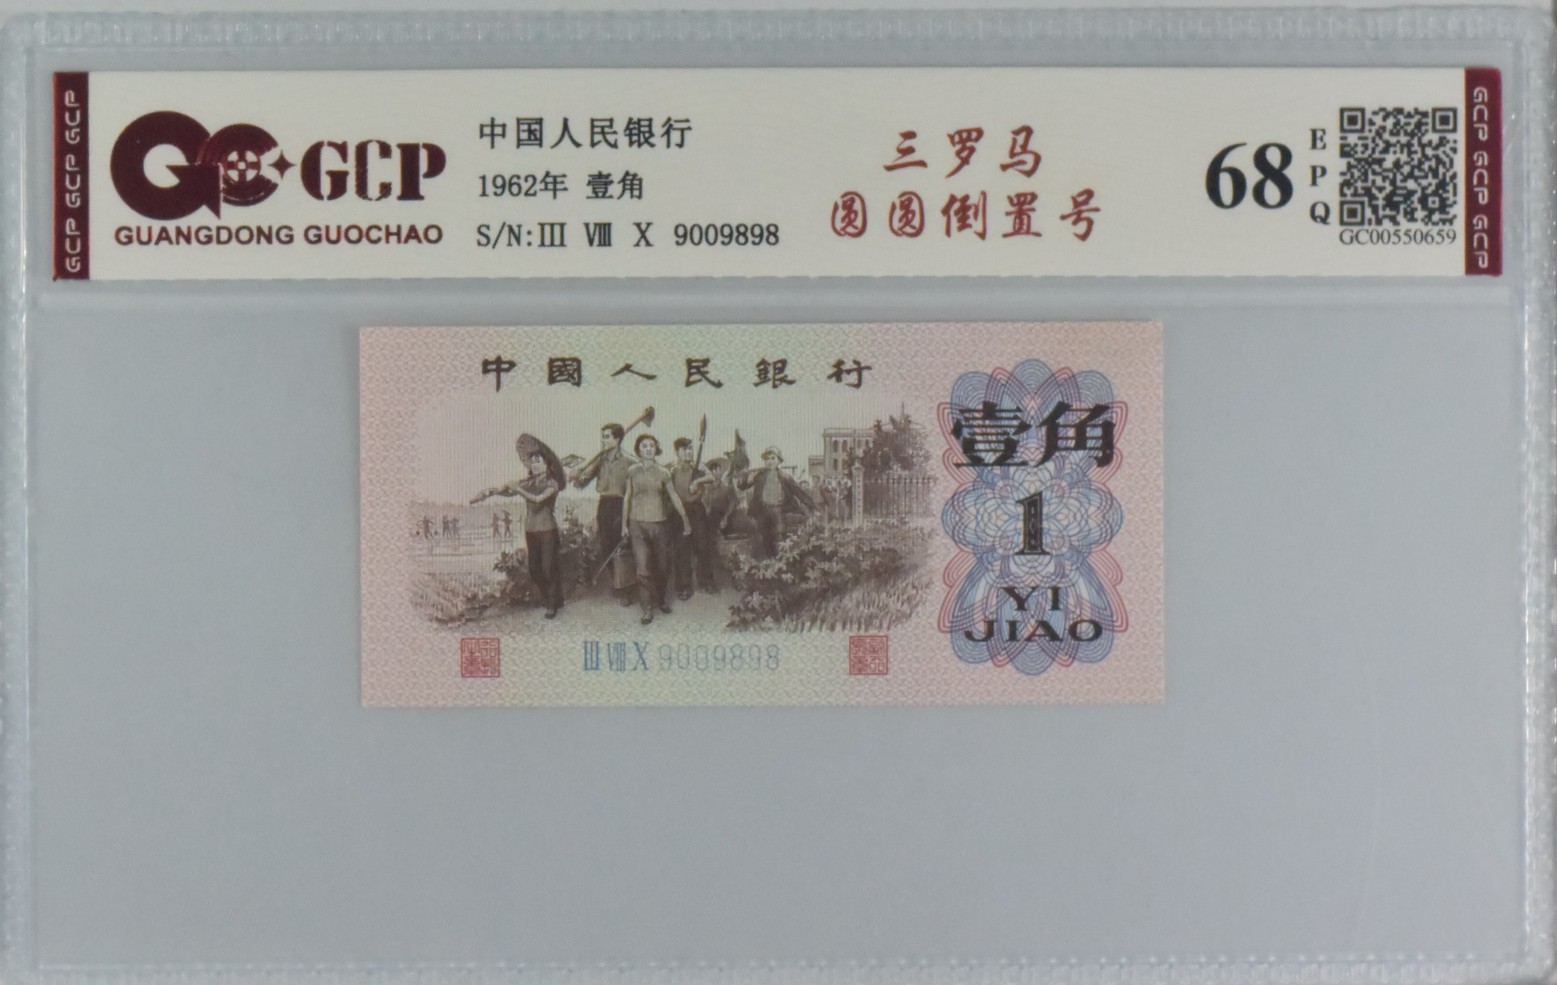 GCP GCP GCP
GCP
GUANGDONG GUOCHAO
中国人民银行
1962年 壹角
S/N:III VIII X 9009898
三罗马
圆圆倒置号
68
EPQ
GC00550659
GCP GCP GCP
中國人民銀行
壹角
1
YI
JIAO
III VIII X 9009898